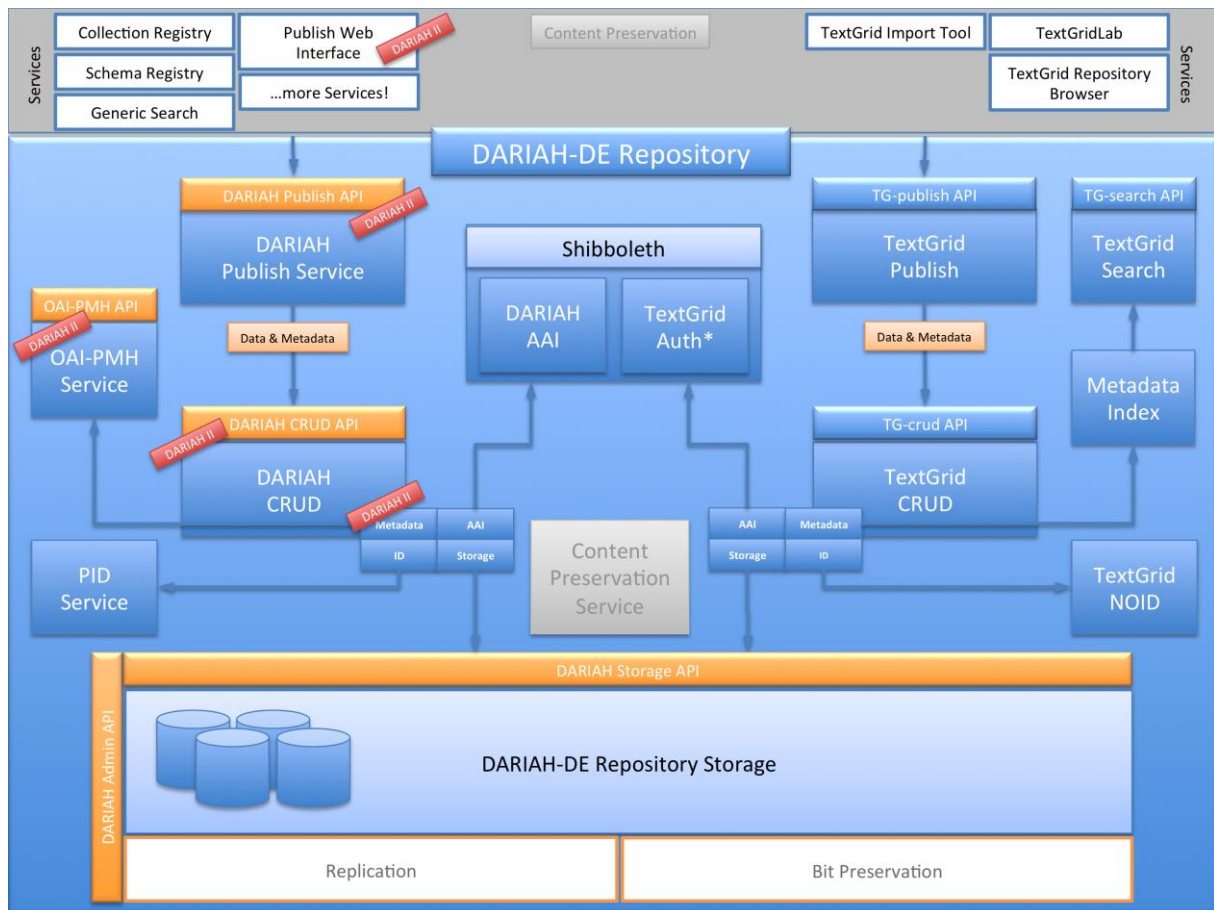 Services
Collection Registry
Schema Registry
Generic Search
Publish Web
Interface
DARIAH II
...more Services!
Content Preservation
TextGrid Import Tool
TextGridLab
TextGrid Repository
Browser
Services
DARIAH-DE Repository
DARIAH Publish API
DARIAH II
DARIAH
Publish Service
Data & Metadata
OAI-PMH API
DARIAH II
OAI-PMH
Service
DARIAH CRUD API
DARIAH II
DARIAH
CRUD
DARIAH II
Metadata
AAI
ID
Storage
PID
Service
Shibboleth
DARIAH
AAI
TextGrid
Auth*
Content
Preservation
Service
TG-publish API
TextGrid
Publish
Data & Metadata
TG-crud API
TextGrid
CRUD
AAI
Metadata
Storage
ID
TG-search API
TextGrid
Search
Metadata
Index
TextGrid
NOID
DARIAH Admin API
DARIAH Storage API
DARIAH-DE Repository Storage
Replication
Bit Preservation